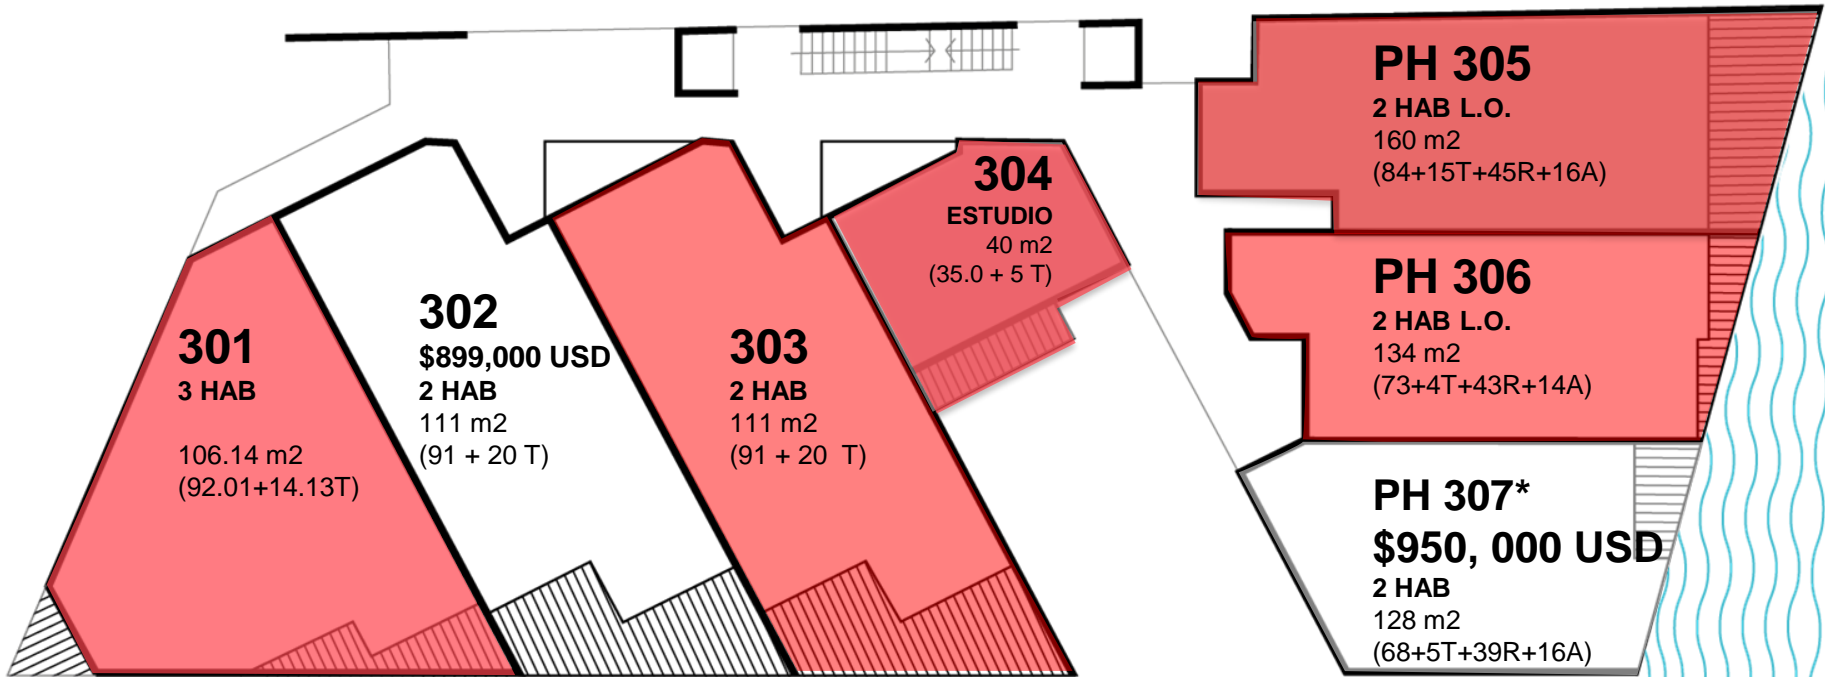 301
3 HAB
106.14 m2
(92.01+14.13T)
302
$899,000 USD
2 HAB
111 m2
(91 + 20 T)
303
2 HAB
111 m2
(91 + 20  T)
304
ESTUDIO
40 m2
(35.0 + 5 T)
PH 305
2 HAB L.O.
160 m2
(84+15T+45R+16A)
PH 306
2 HAB L.O.
134 m2
(73+4T+43R+14A)
PH 307*
$950, 000 USD
2 HAB
128 m2
(68+5T+39R+16A)